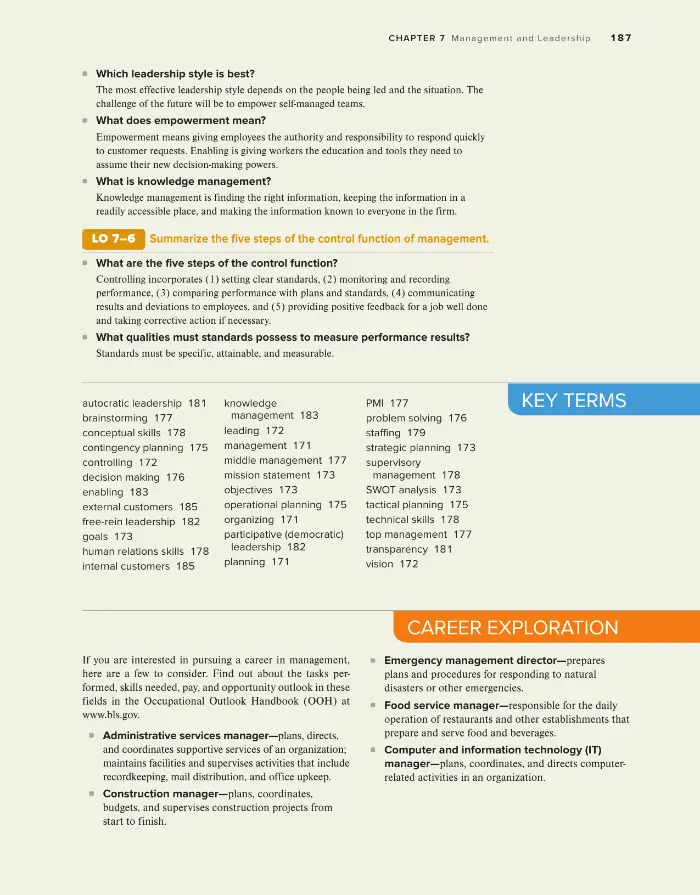 CHAPTER 7 Management and Leadership 187
Which leadership style is best?
The most effective leadership style depends on the people being led and the situation. The
challenge of the future will be to empower self-managed teams.
What does empowerment mean?
Empowerment means giving employees the authority and responsibility to respond quickly
to customer requests. Enabling is giving workers the education and tools they need to
assume their new decision-making powers.
What is knowledge management?
Knowledge management is finding the right information, keeping the information in a
readily accessible place, and making the information known to everyone in the firm.
LO 7–6 Summarize the five steps of the control function of management.
What are the five steps of the control function?
Controlling incorporates (1) setting clear standards, (2) monitoring and recording
performance, (3) comparing performance with plans and standards, (4) communicating
results and deviations to employees, and (5) providing positive feedback for a job well done
and taking corrective action if necessary.
What qualities must standards possess to measure performance results?
Standards must be specific, attainable, and measurable.
KEY TERMS
autocratic leadership 181
brainstorming 177
conceptual skills 178
contingency planning 175
controlling 172
decision making 176
enabling 183
external customers 185
free-rein leadership 182
goals 173
human relations skills 178
internal customers 185
knowledge
management 183
leading 172
management 171
middle management 177
mission statement 173
objectives 173
operational planning 175
organizing 171
participative (democratic)
leadership 182
planning 171
PMI 177
problem solving 176
staffing 179
strategic planning 173
supervisory
management 178
SWOT analysis 173
tactical planning 175
technical skills 178
top management 177
transparency 181
vision 172
CAREER EXPLORATION
If you are interested in pursuing a career in management,
here are a few to consider. Find out about the tasks per-
formed, skills needed, pay, and opportunity outlook in these
fields in the Occupational Outlook Handbook (OOH) at
www.bls.gov.
Administrative services manager—plans, directs,
and coordinates supportive services of an organization;
maintains facilities and supervises activities that include
recordkeeping, mail distribution, and office upkeep.
Construction manager—plans, coordinates,
budgets, and supervises construction projects from
start to finish.
Emergency management director—prepares
plans and procedures for responding to natural
disasters or other emergencies.
Food service manager—responsible for the daily
operation of restaurants and other establishments that
prepare and serve food and beverages.
Computer and information technology (IT)
manager—plans, coordinates, and directs computer-
related activities in an organization.